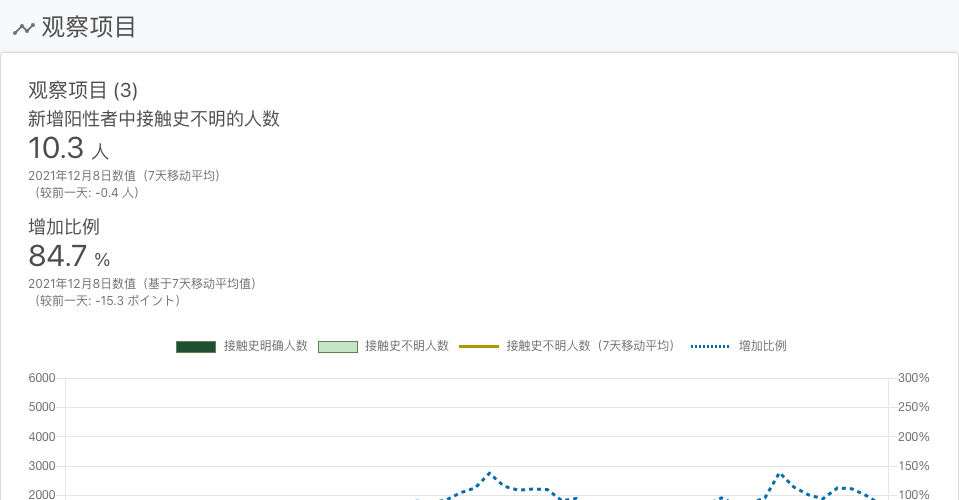 观察项目
观察项目 (3)
新增阳性者中接触史不明的人数
10.3 人
2021年12月8日数值（7天移动平均）
（较前一天: -0.4 人）
增加比例
84.7 %
2021年12月8日数值（基于7天移动平均值）
（较前一天: -15.3 ポイント）
接触史明确人数 接触史不明人数 接触史不明人数（7天移动平均） 增加比例
6000 300%
5000 250%
4000 200%
3000 150%
2000 100%